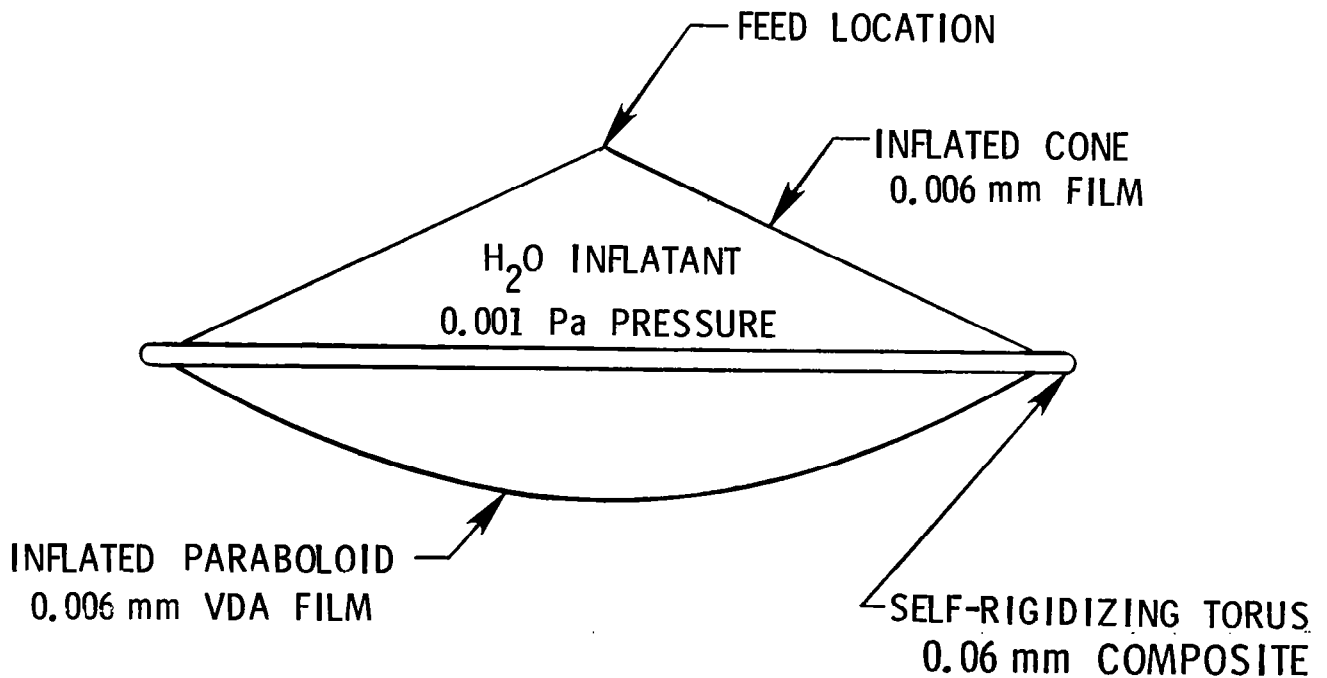 FEED LOCATION
INFLATED CONE
0.006 mm FILM
H₂O INFLATANT
0.001 Pa PRESSURE
INFLATED PARABOLOID
0.006 mm VDA FILM
SELF-RIGIDIZING TORUS
0.06 mm COMPOSITE